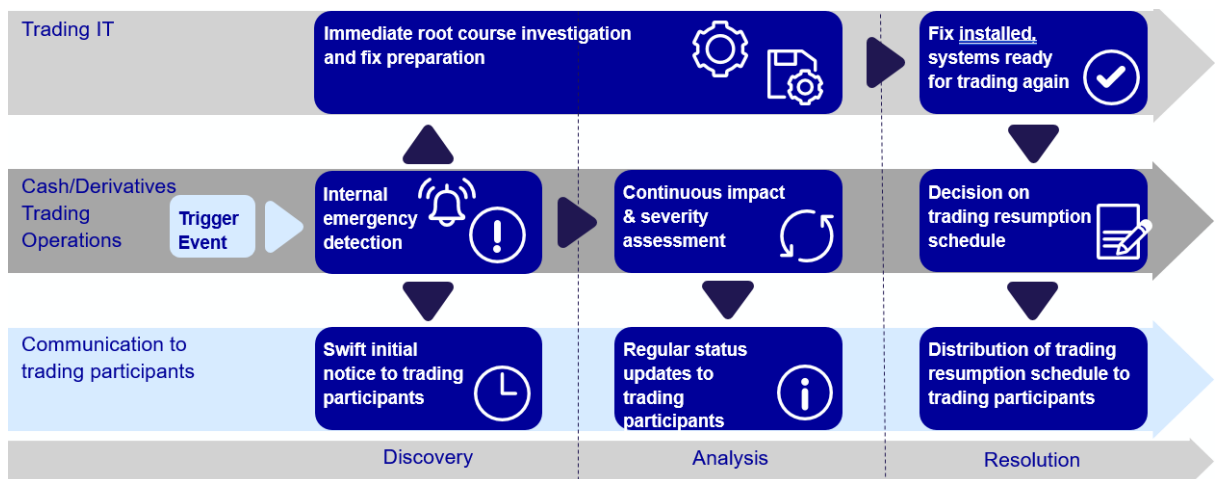 Trading IT
Immediate root course investigation
and fix preparation
Fix installed,
systems ready
for trading again
Cash/Derivatives
Trading
Operations
Trigger
Event
Internal
emergency
detection
Continuous impact
& severity
assessment
Decision on
trading resumption
schedule
Communication to
trading participants
Swift initial
notice to trading
participants
Regular status
updates to
trading
participants
Distribution of trading
resumption schedule to
trading participants
Discovery
Analysis
Resolution